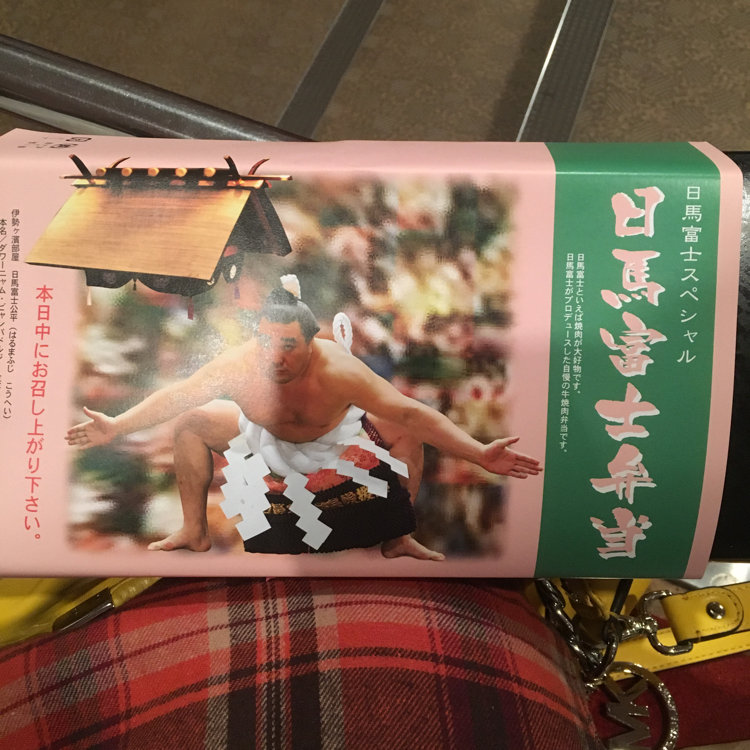 日馬富士スペシャル
日馬富士弁当
日馬富士といえば焼肉が大好物です。
日馬富士がプロデュースした自慢の牛焼肉弁当です。
本日中にお召し上がり下さい。
伊勢ヶ濱部屋 日馬富士公平（はるまふじ こうへい）
本名／ダワーニャム・ビャンバドルジ
MK